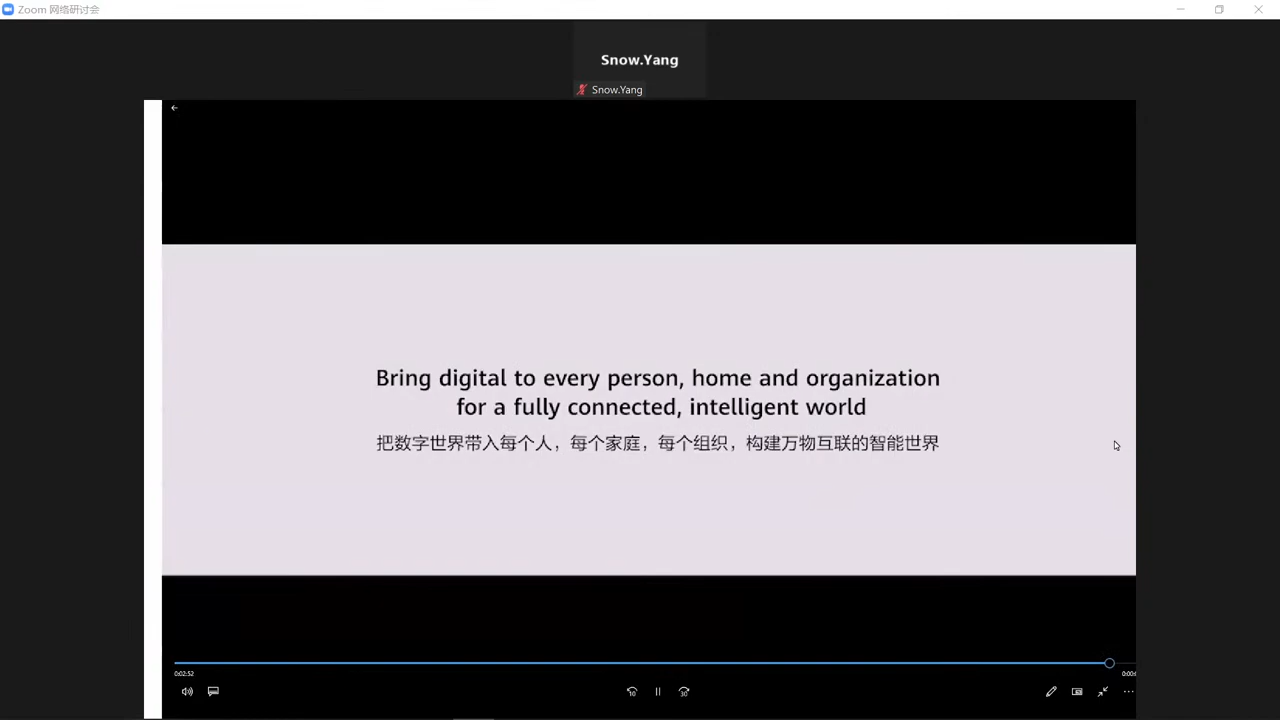 Zoom 网络研讨会
Snow.Yang
Snow.Yang
Bring digital to every person, home and organization
for a fully connected, intelligent world
把数字世界带入每个人，每个家庭，每个组织，构建万物互联的智能世界
0:02:52
10
30